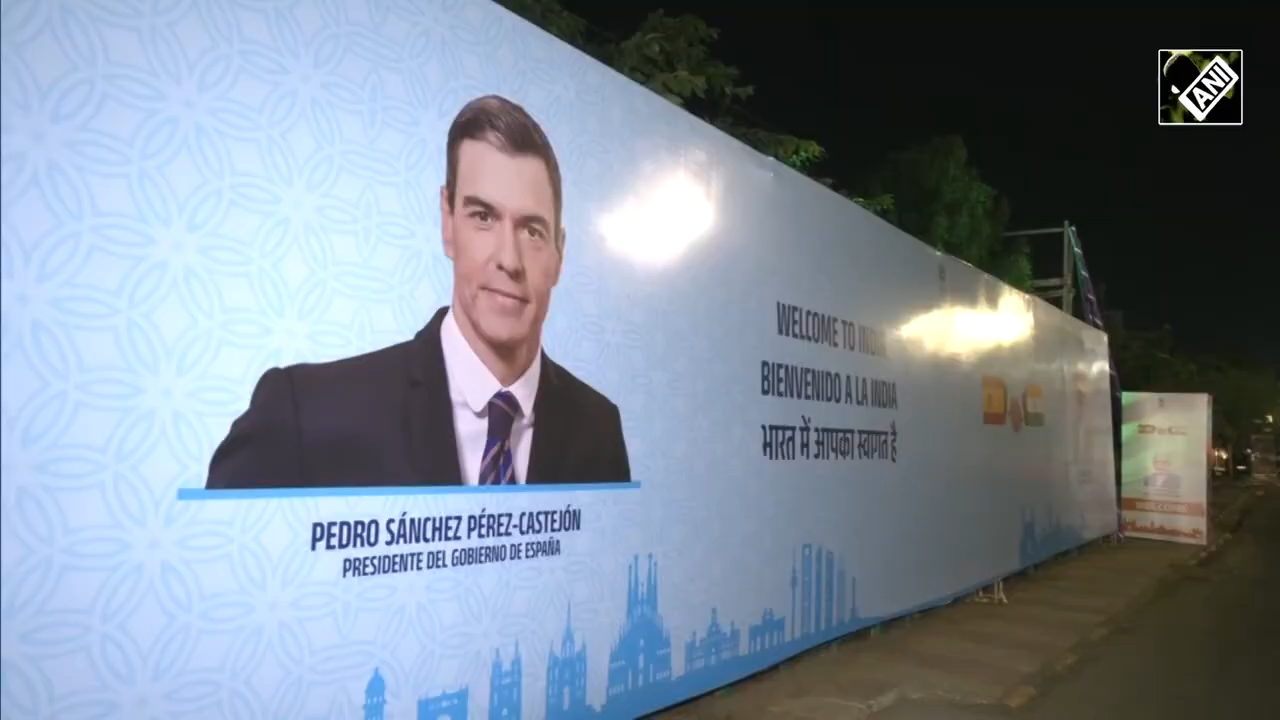 ANI
PEDRO SÁNCHEZ PÉREZ-CASTEJÓN
PRESIDENTE DEL GOBIERNO DE ESPAÑA
WELCOME TO INDIA
BIENVENIDO A LA INDIA
भारत में आपका स्वागत है
WELCOME